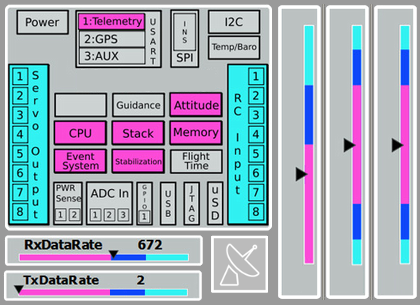 Power
1:Telemetry
2:GPS
3:AUX
USART
INS
SPI
I2C
Temp/Baro
Servo Output
1
2
3
4
5
6
7
8
Guidance
Attitude
CPU
Stack
Memory
Event System
Stabilization
Flight Time
RC Input
1
2
3
4
5
6
7
8
PWR Sense
1 2
ADC In
1 2 3
GPIO
1
USB
JTAG
uSD
RxDataRate 672
TxDataRate 2